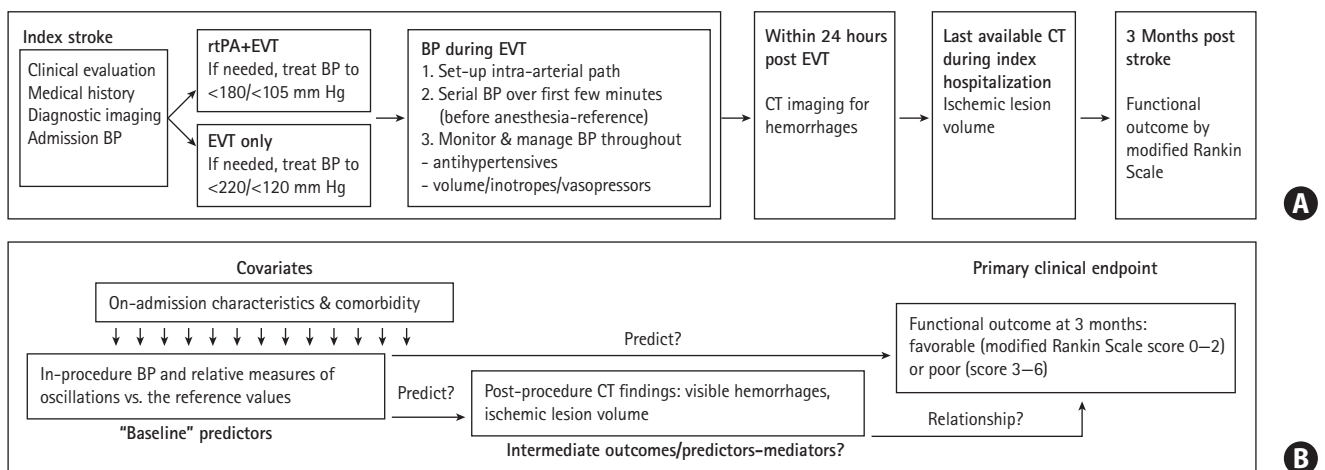 Index stroke
Clinical evaluation
Medical history
Diagnostic imaging
Admission BP
rtPA+EVT
If needed, treat BP to
<180/<105 mm Hg
EVT only
If needed, treat BP to
<220/<120 mm Hg
BP during EVT
1. Set-up intra-arterial path
2. Serial BP over first few minutes
(before anesthesia-reference)
3. Monitor & manage BP throughout
- antihypertensives
- volume/inotropes/vasopressors
Within 24 hours
post EVT
CT imaging for
hemorrhages
Last available CT
during index
hospitalization
Ischemic lesion
volume
3 Months post
stroke
Functional
outcome by
modified Rankin
Scale
A
Covariates
On-admission characteristics & comorbidity
In-procedure BP and relative measures of
oscillations vs. the reference values
"Baseline" predictors
Predict?
Predict?
Post-procedure CT findings: visible hemorrhages,
ischemic lesion volume
Intermediate outcomes/predictors-mediators?
Primary clinical endpoint
Functional outcome at 3 months:
favorable (modified Rankin Scale score 0–2)
or poor (score 3–6)
Relationship?
B